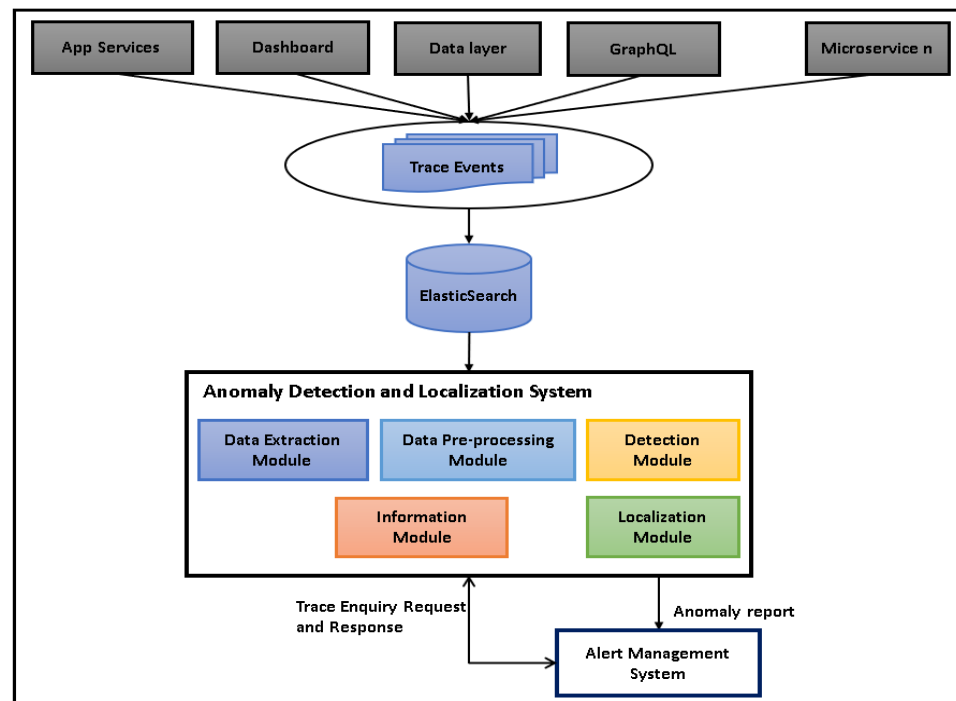 App Services
Dashboard
Data layer
GraphQL
Microservice n
Trace Events
ElasticSearch
Anomaly Detection and Localization System
Data Extraction
Module
Data Pre-processing
Module
Detection
Module
Information
Module
Localization
Module
Trace Enquiry Request
and Response
Anomaly report
Alert Management
System